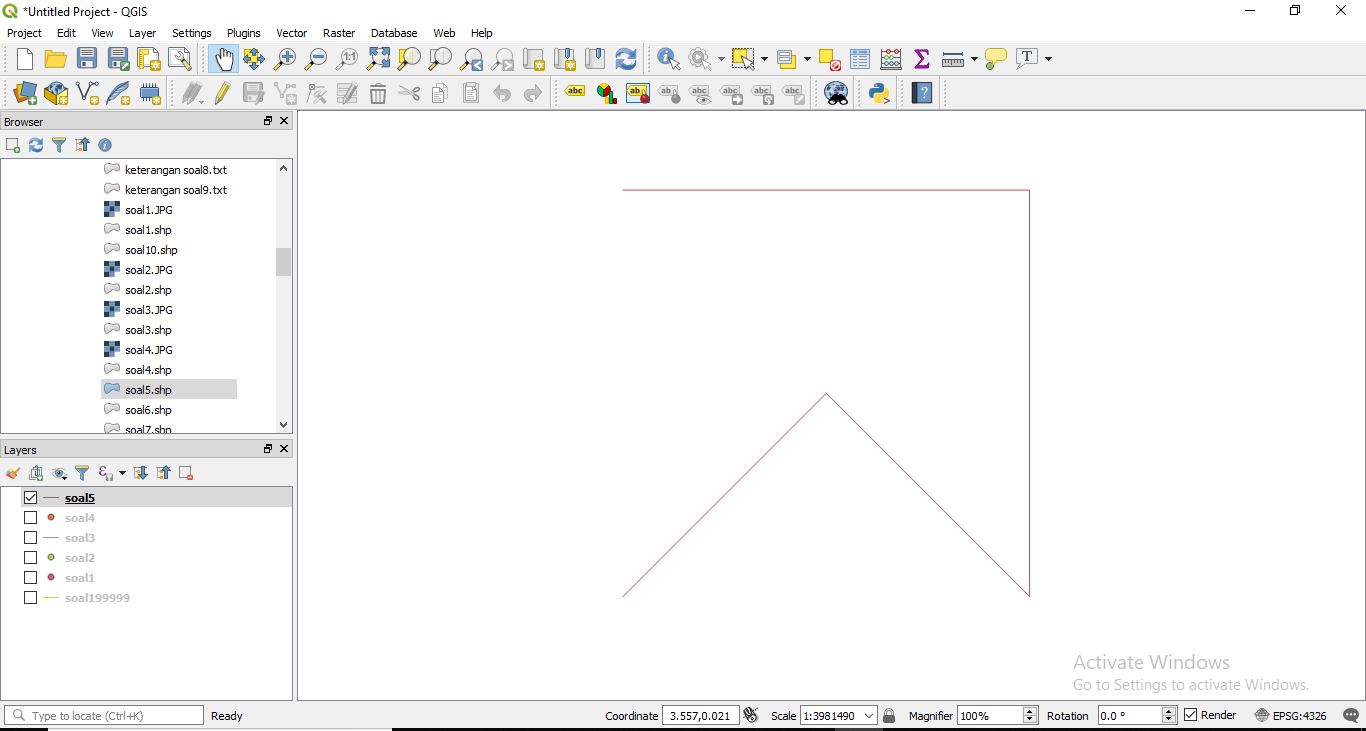 *Untitled Project - QGIS
Project Edit View Layer Settings Plugins Vector Raster Database Web Help
Browser
keterangan soal8.txt
keterangan soal9.txt
soal1.JPG
soal1.shp
soal10.shp
soal2.JPG
soal2.shp
soal3.JPG
soal3.shp
soal4.JPG
soal4.shp
soal5.shp
soal6.shp
soal7.shp
Layers
soal5
soal4
soal3
soal2
soal1
soal199999
Activate Windows
Go to Settings to activate Windows.
Type to locate (Ctrl+K) Ready Coordinate 3.557,0.021 Scale 1:3981490 Magnifier 100% Rotation 0.0 ° Render EPSG:4326